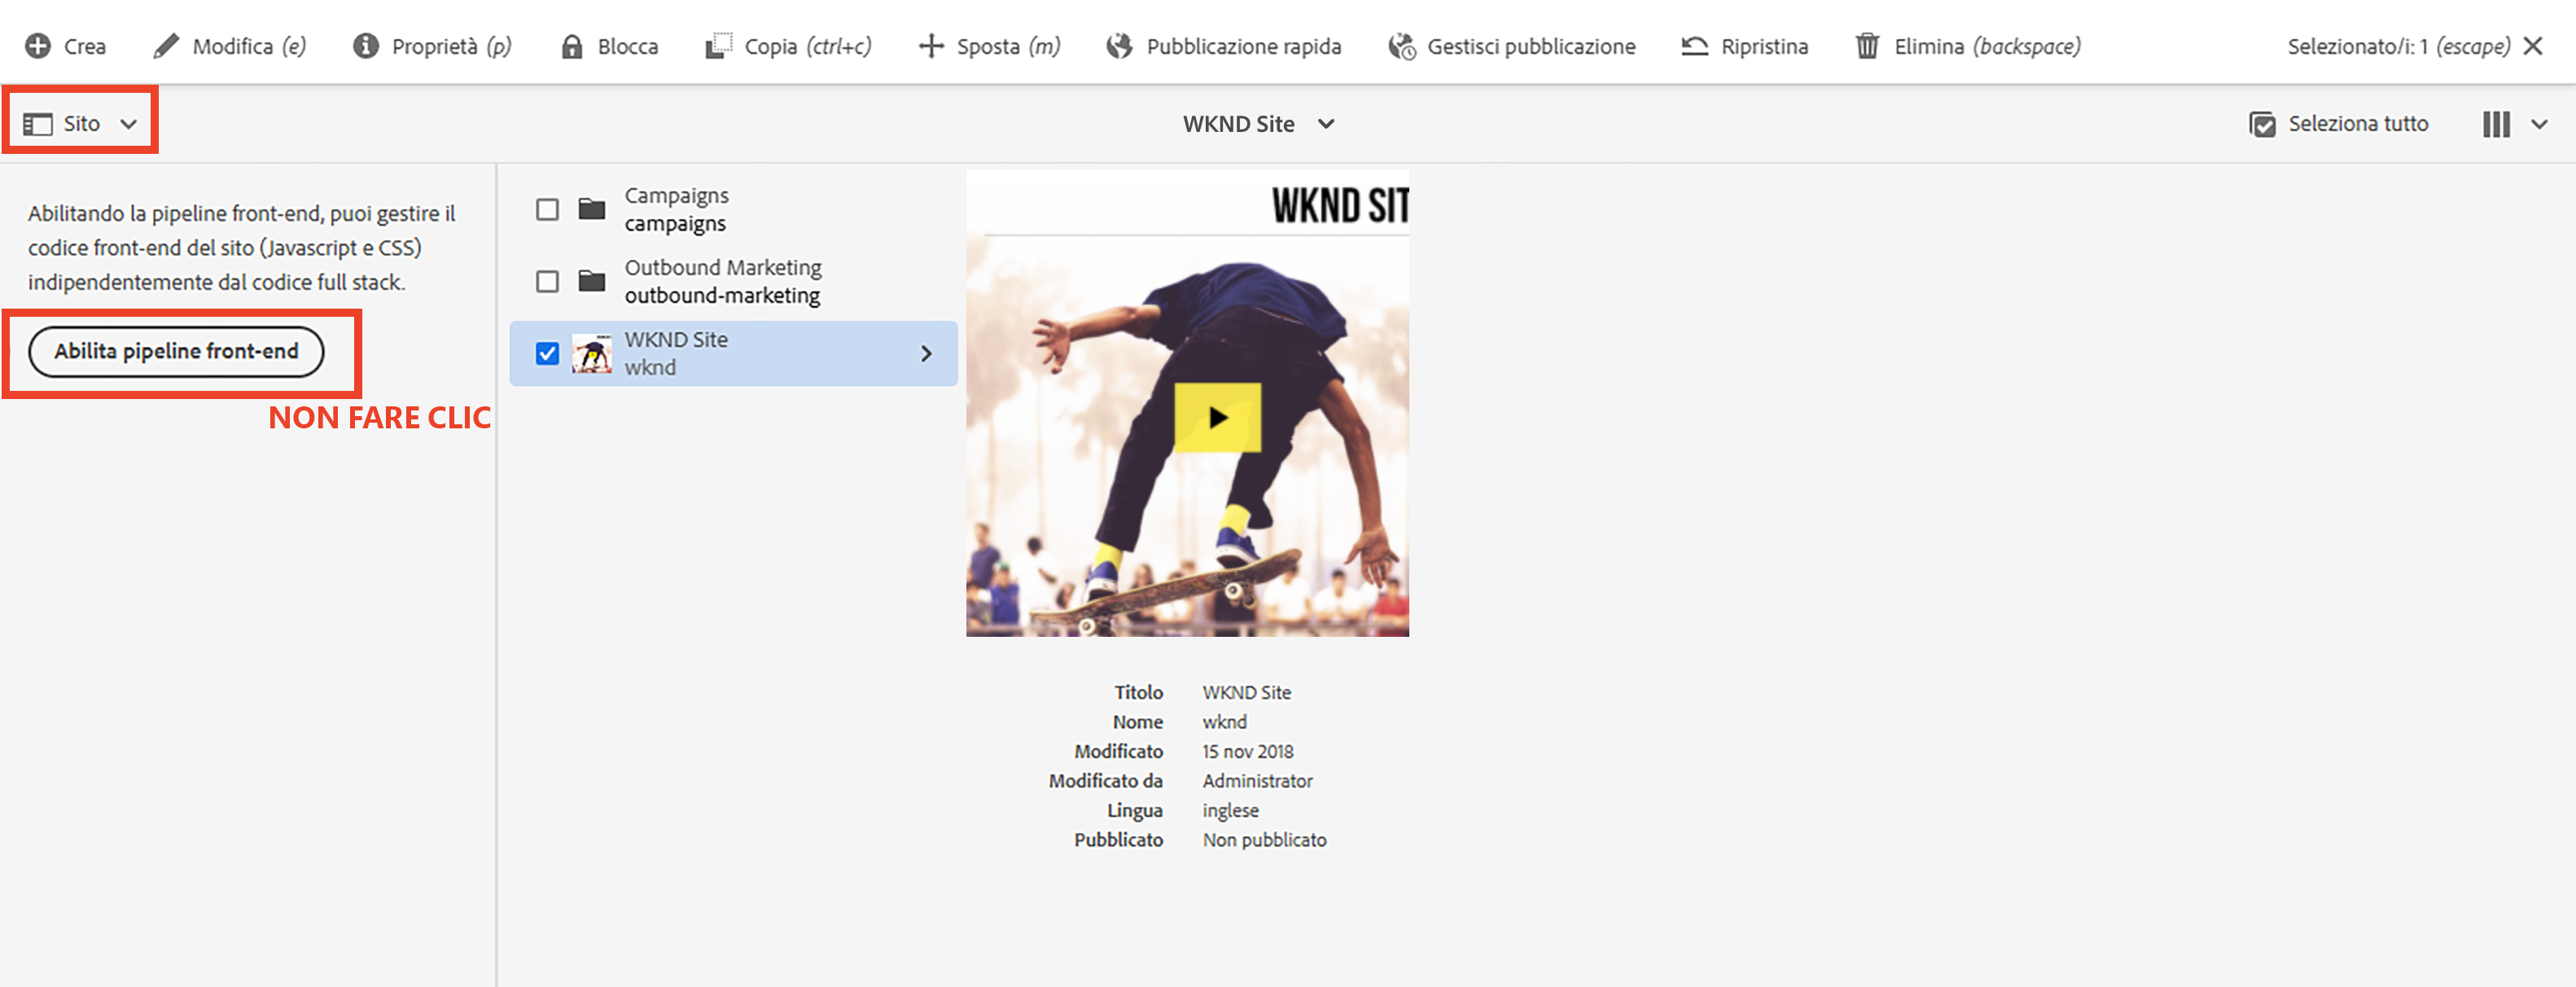 Crea
Modifica (e)
Proprietà (p)
Blocca
Copia (ctrl+c)
Sposta (m)
Pubblicazione rapida
Gestisci pubblicazione
Ripristina
Elimina (backspace)
Selezionato/i: 1 (escape)
Sito
WKND Site
Seleziona tutto
Abilitando la pipeline front-end, puoi gestire il
codice front-end del sito (Javascript e CSS)
indipendentemente dal codice full stack.
Abilita pipeline front-end
NON FARE CLIC
Campaigns
campaigns
Outbound Marketing
outbound-marketing
WKND Site
wknd
WKND SIT
Titolo WKND Site
Nome wknd
Modificato 15 nov 2018
Modificato da Administrator
Lingua inglese
Pubblicato Non pubblicato